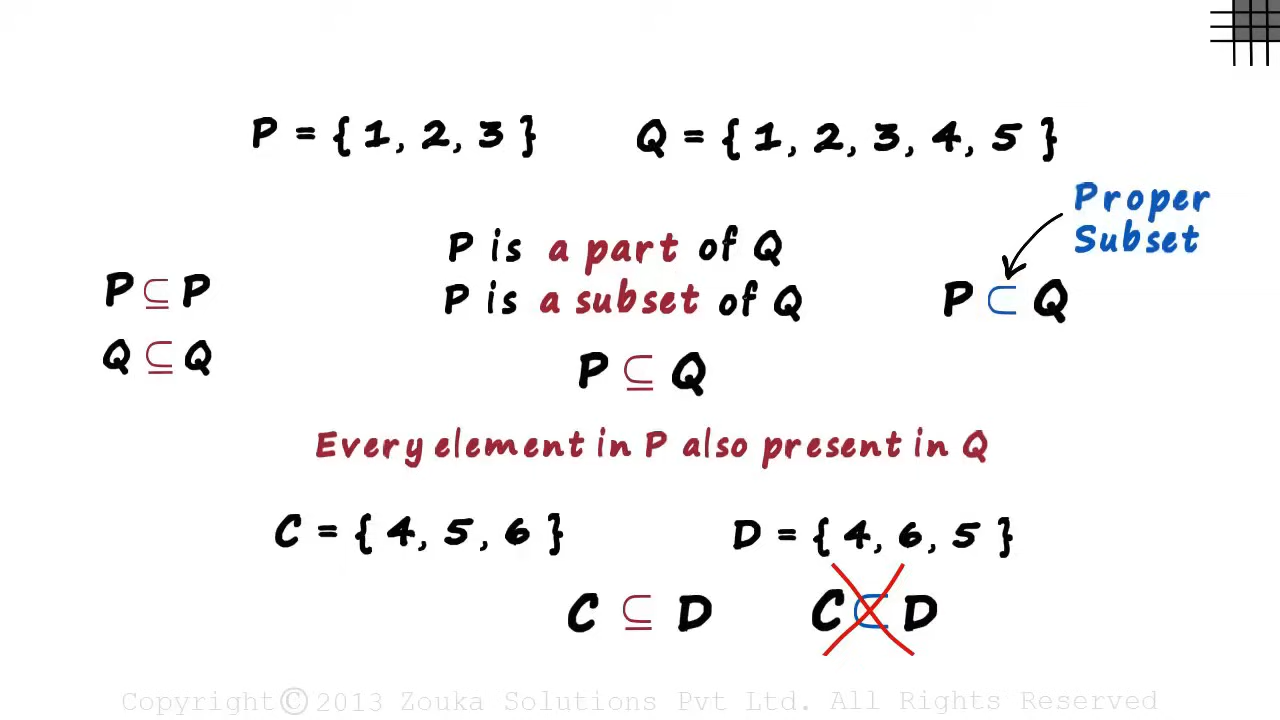 P = { 1, 2, 3 }
Q = { 1, 2, 3, 4, 5 }
Proper
Subset
P is a part of Q
P is a subset of Q
P ⊆ P
Q ⊆ Q
P ⊂ Q
P ⊆ Q
Every element in P also present in Q
C = { 4, 5, 6 }
D = { 4, 6, 5 }
C ⊆ D
C ⊂ D
Copyright© 2013 Zouka Solutions Pvt Ltd. All Rights Reserved